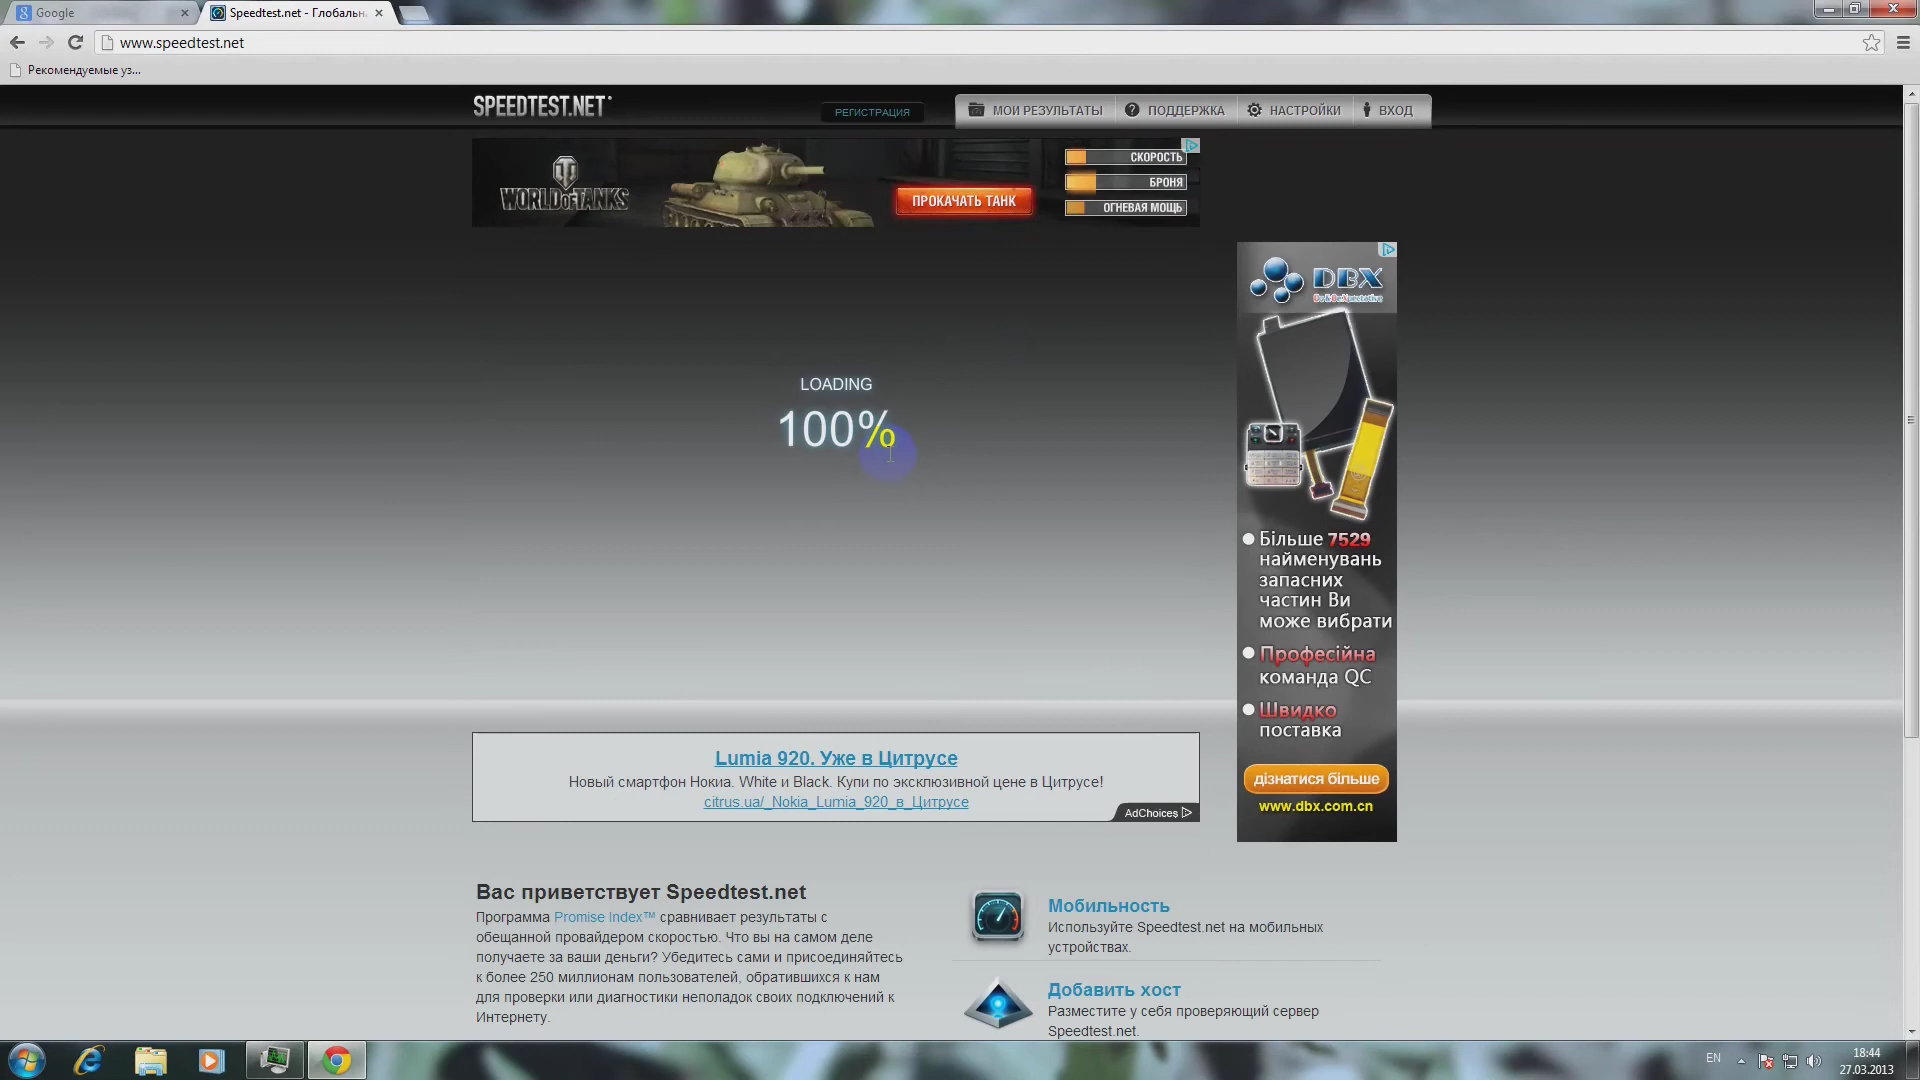 Google
Speedtest.net - Глобальн
www.speedtest.net
Рекомендуемые уз...
SPEEDTEST.NET
РЕГИСТРАЦИЯ
МОИ РЕЗУЛЬТАТЫ
ПОДДЕРЖКА
НАСТРОЙКИ
ВХОД
WORLD OF TANKS
ПРОКАЧАТЬ ТАНК
СКОРОСТЬ
БРОНЯ
ОГНЕВАЯ МОЩЬ
DBX
LOADING
100%
Більше 7529
найменувань
запасних
частин Ви
може вибрати
Професійна
команда QC
Швидко
поставка
дізнатися більше
www.dbx.com.cn
Lumia 920. Уже в Цитрусе
Новый смартфон Нокиа. White и Black. Купи по эксклюзивной цене в Цитрусе!
citrus.ua/_Nokia_Lumia_920_в_Цитрусе
AdChoices
Вас приветствует Speedtest.net
Программа Promise Index™ сравнивает результаты с
обещанной провайдером скоростью. Что вы на самом деле
получаете за ваши деньги? Убедитесь сами и присоединяйтесь
к более 250 миллионам пользователей, обратившихся к нам
для проверки или диагностики неполадок своих подключений к
Интернету.
Мобильность
Используйте Speedtest.net на мобильных
устройствах.
Добавить хост
Разместите у себя проверяющий сервер
Speedtest.net.
EN
18:44
27.03.2013